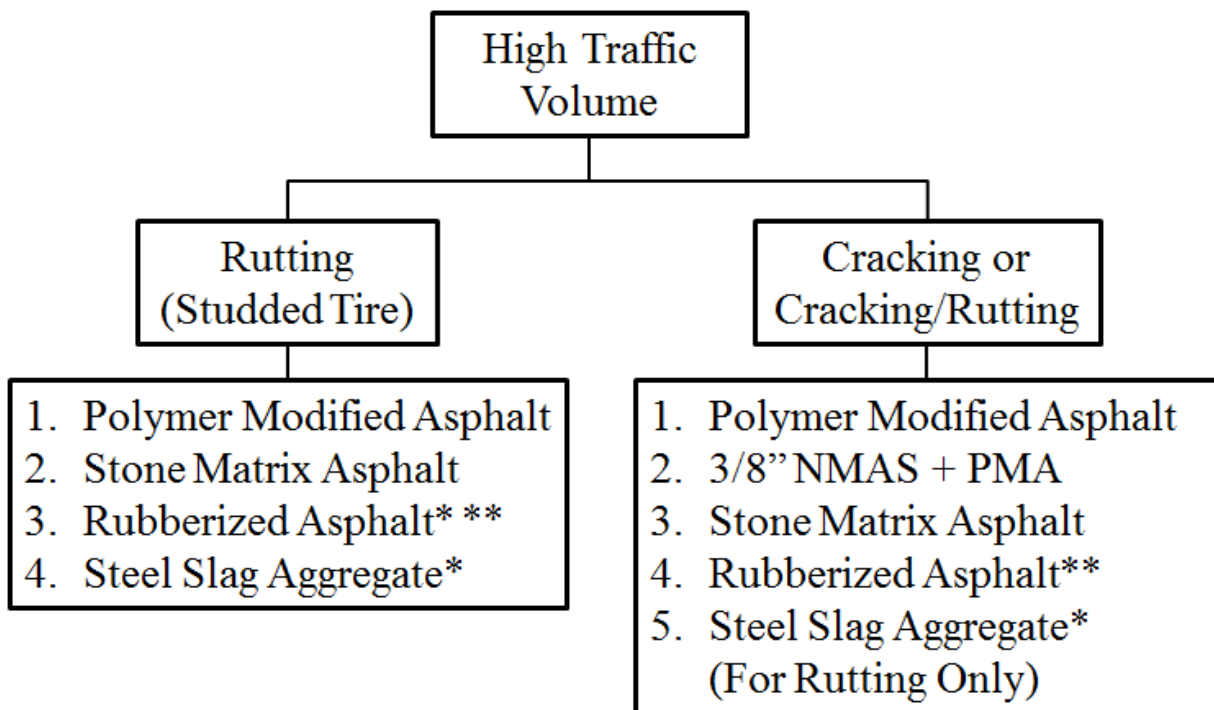 High Traffic
Volume
Rutting
(Studded Tire)
Cracking or
Cracking/Rutting
1. Polymer Modified Asphalt
2. Stone Matrix Asphalt
3. Rubberized Asphalt* **
4. Steel Slag Aggregate*
1. Polymer Modified Asphalt
2. 3/8” NMAS + PMA
3. Stone Matrix Asphalt
4. Rubberized Asphalt**
5. Steel Slag Aggregate*
(For Rutting Only)